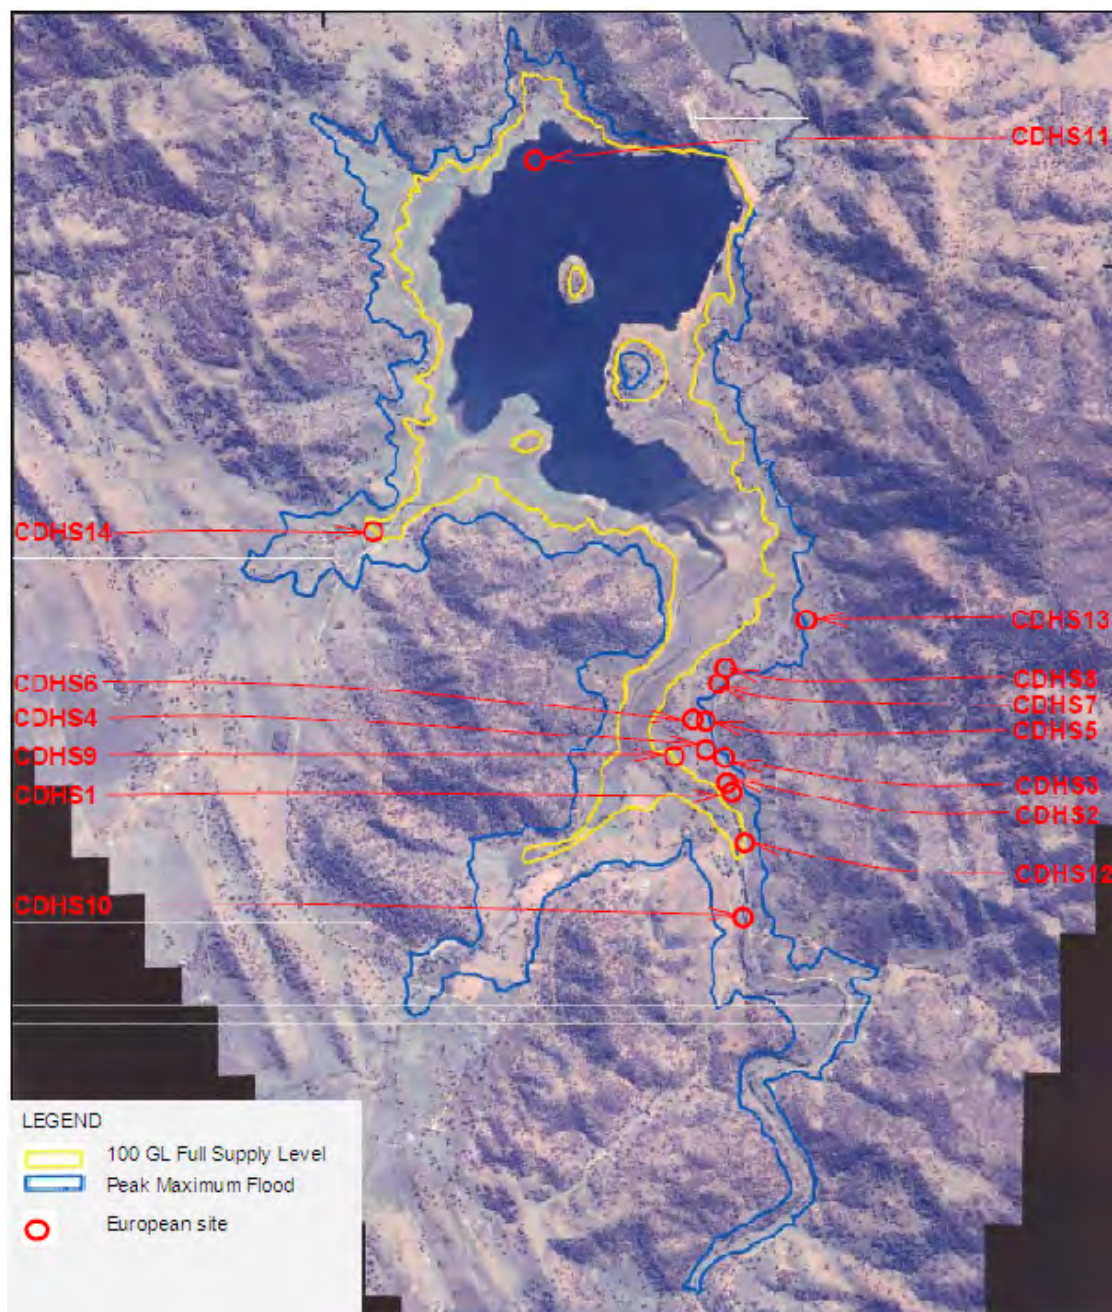 CDHS11
CDHS14
CDHS13
CDHS8
CDHS6
CDHS7
CDHS4
CDHS5
CDHS9
CDHS3
CDHS1
CDHS2
CDHS12
CDHS10
LEGEND
100 GL Full Supply Level
Peak Maximum Flood
European site